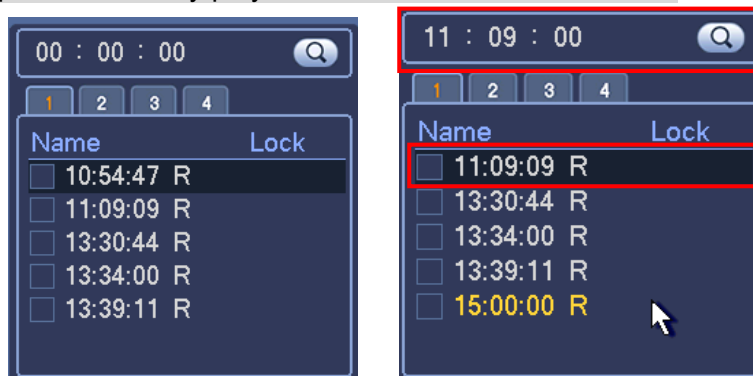 00 : 00 : 00
1 2 3 4
Name Lock
10:54:47 R
11:09:09 R
13:30:44 R
13:34:00 R
13:39:11 R
11 : 09 : 00
1 2 3 4
Name Lock
11:09:09 R
13:30:44 R
13:34:00 R
13:39:11 R
15:00:00 R